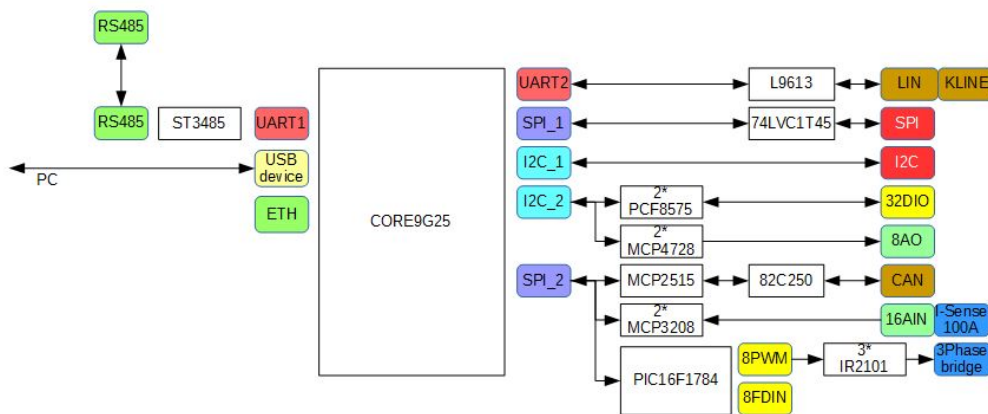 RS485
UART2
L9613
LIN
KLINE
RS485
ST3485
UART1
SPI_1
74LVC1T45
SPI
USB
device
PC
I2C_1
I2C
ETH
CORE9G25
I2C_2
2*
PCF8575
32DIO
2*
MCP4728
8AO
SPI_2
MCP2515
82C250
CAN
2*
MCP3208
16AIN
I-Sense
100A
PIC16F1784
8PWM
3*
IR2101
3Phase
bridge
8FDIN